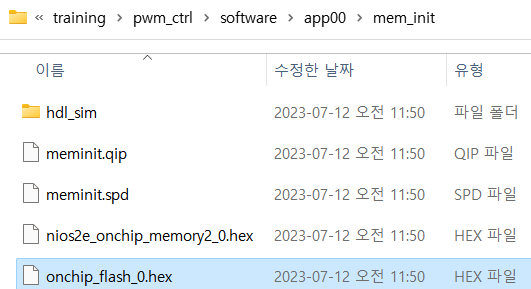 training > pwm_ctrl > software > app00 > mem_init
이름 수정한 날짜 유형
hdl_sim 2023-07-12 오전 11:50 파일 폴더
meminit.qip 2023-07-12 오전 11:50 QIP 파일
meminit.spd 2023-07-12 오전 11:50 SPD 파일
nios2e_onchip_memory2_0.hex 2023-07-12 오전 11:50 HEX 파일
onchip_flash_0.hex 2023-07-12 오전 11:50 HEX 파일